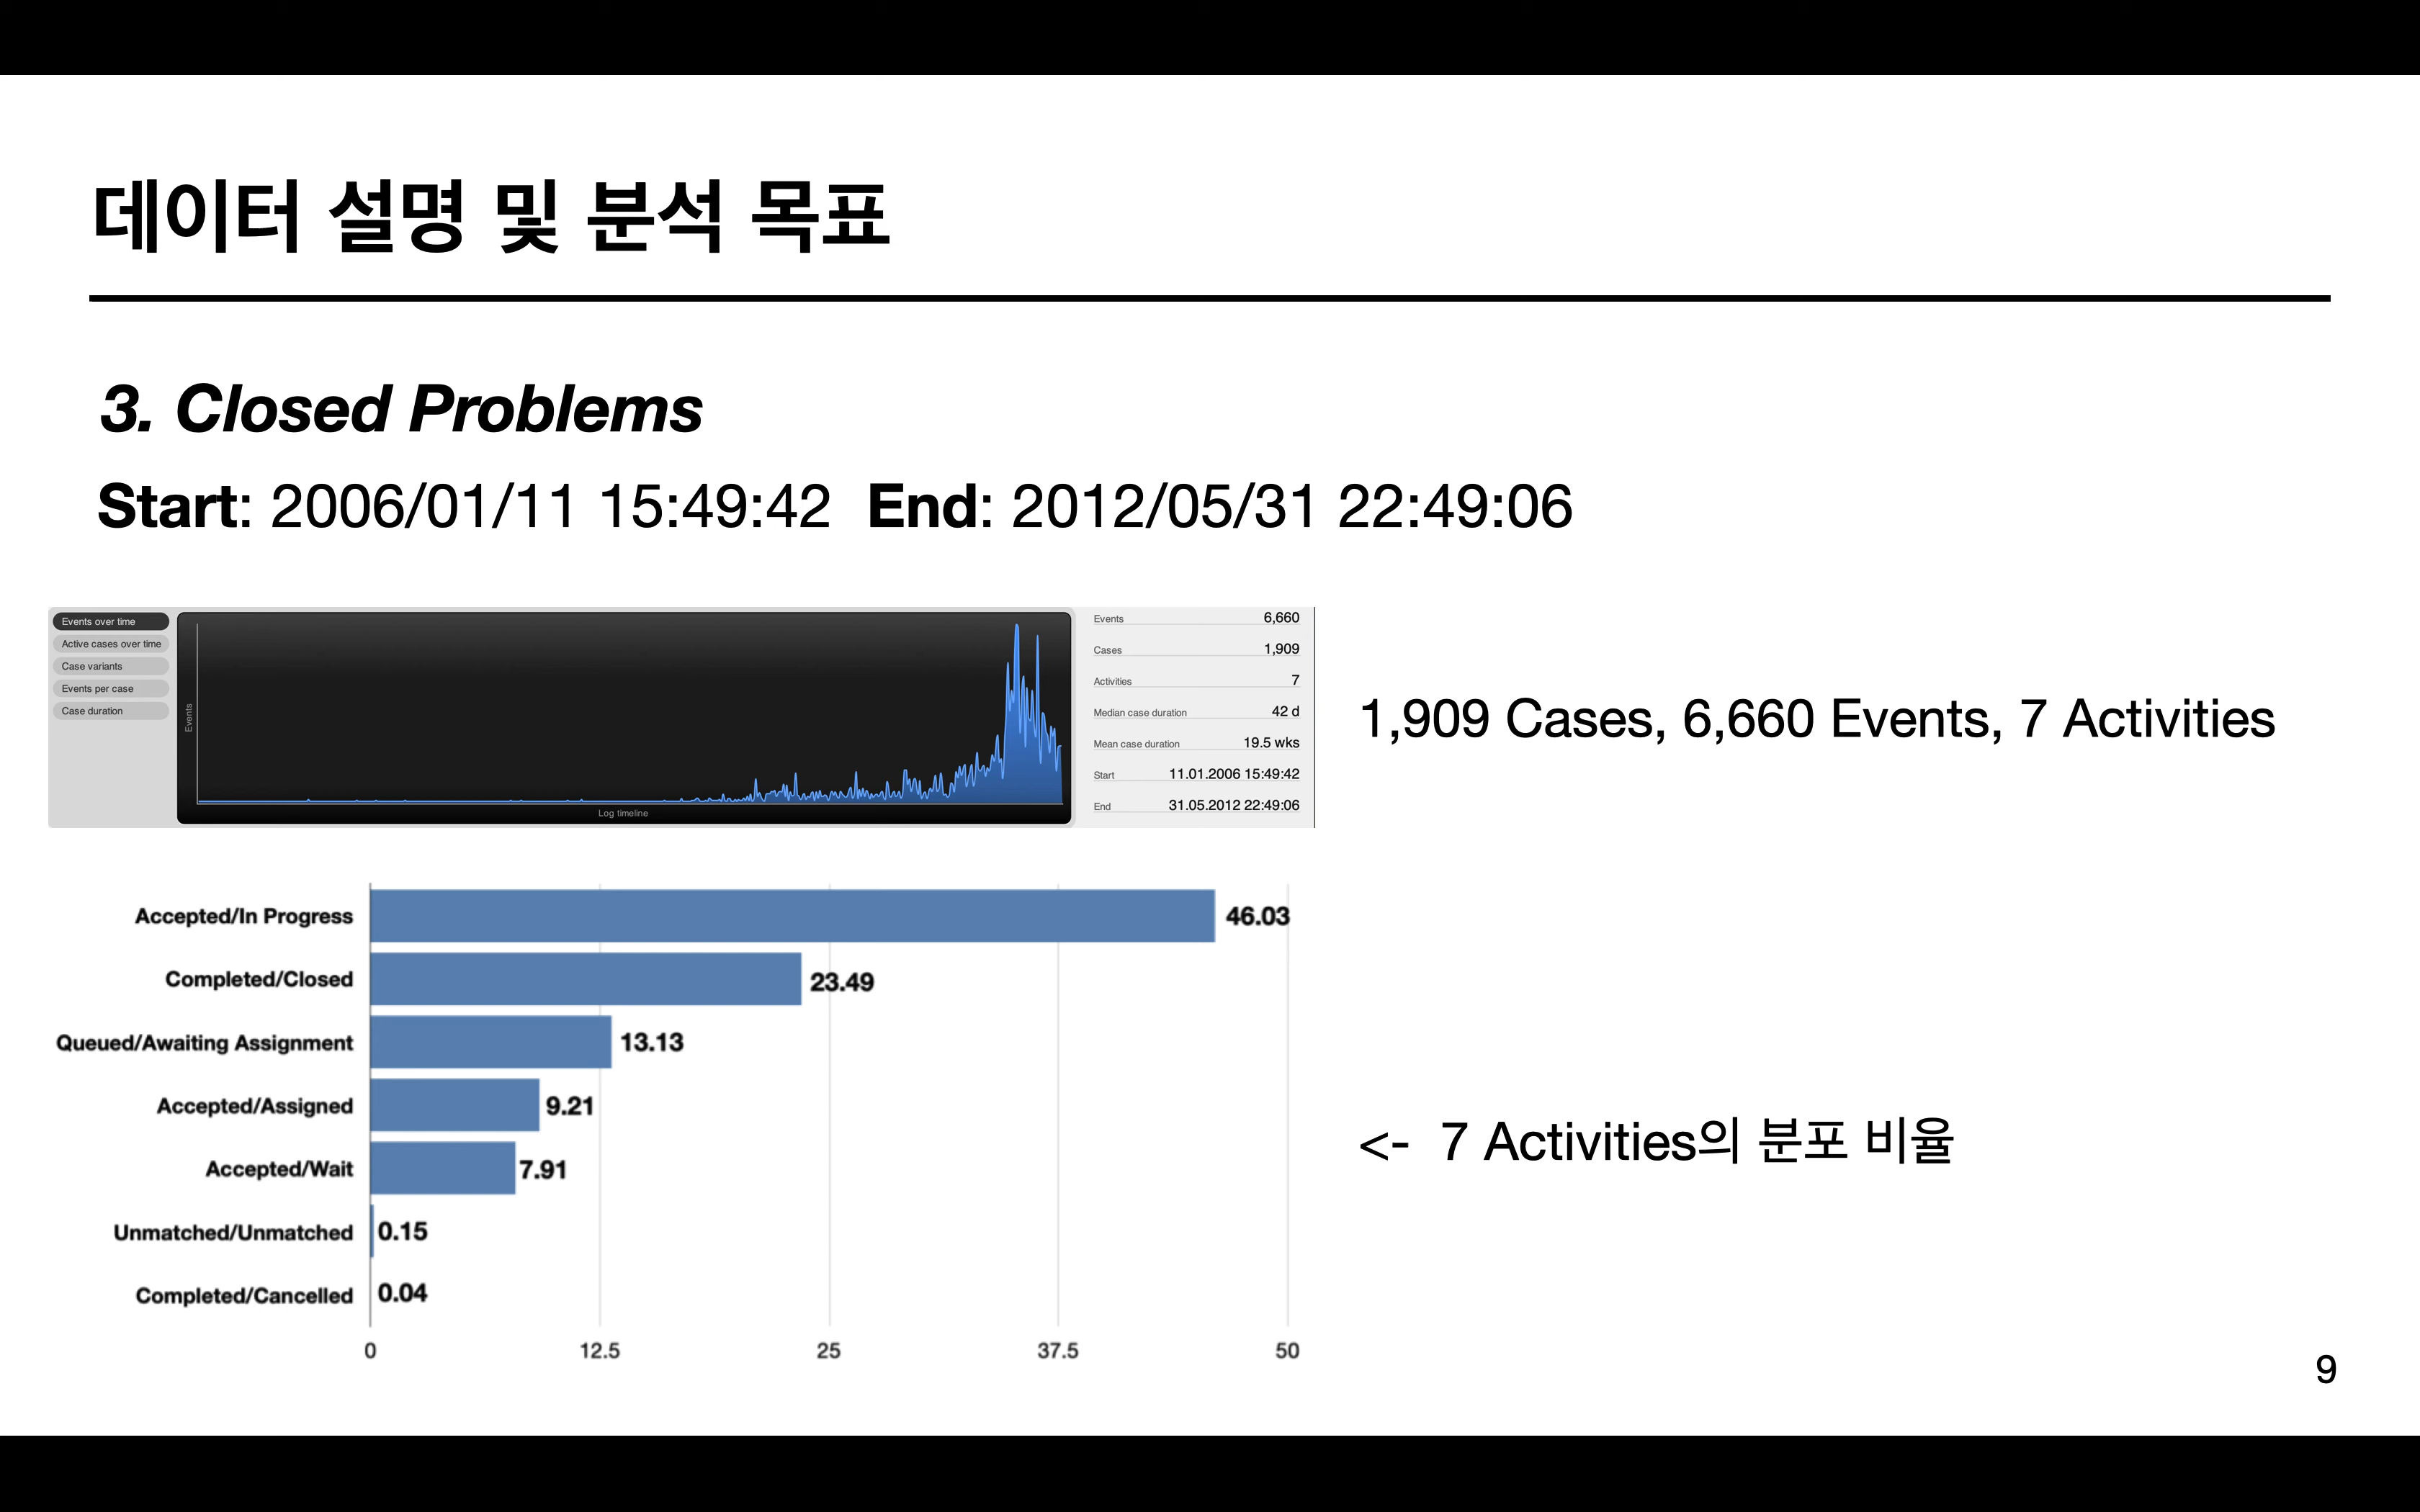 데이터 설명 및 분석 목표
3. Closed Problems
Start: 2006/01/11 15:49:42  End: 2012/05/31 22:49:06
Events over time
Active cases over time
Case variants
Events per case
Case duration
Events
Log timeline
Events 6,660
Cases 1,909
Activities 7
Median case duration 42 d
Mean case duration 19.5 wks
Start 11.01.2006 15:49:42
End 31.05.2012 22:49:06
1,909 Cases, 6,660 Events, 7 Activities
Accepted/In Progress 46.03
Completed/Closed 23.49
Queued/Awaiting Assignment 13.13
Accepted/Assigned 9.21
Accepted/Wait 7.91
Unmatched/Unmatched 0.15
Completed/Cancelled 0.04
0 12.5 25 37.5 50
<- 7 Activities의 분포 비율
9